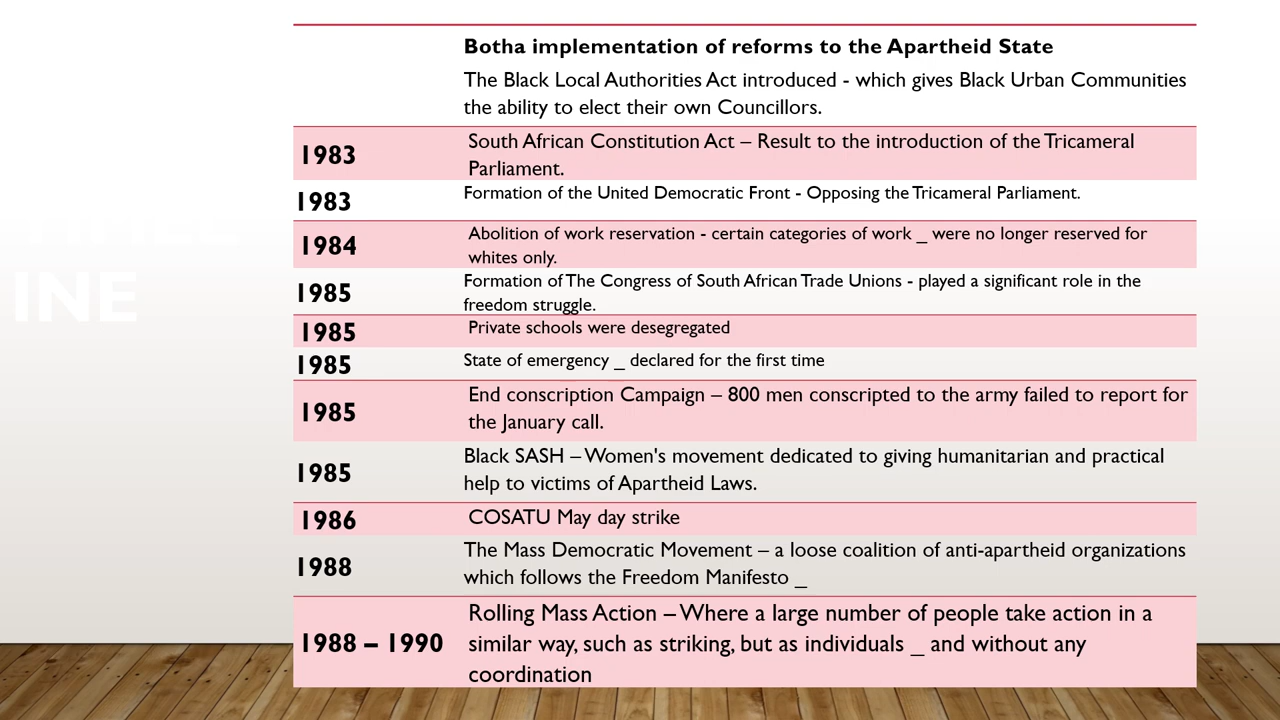 INE
Botha implementation of reforms to the Apartheid State
The Black Local Authorities Act introduced - which gives Black Urban Communities
the ability to elect their own Councillors.
1983
South African Constitution Act – Result to the introduction of the Tricameral
Parliament.
1983
Formation of the United Democratic Front - Opposing the Tricameral Parliament.
1984
Abolition of work reservation - certain categories of work _ were no longer reserved for
whites only.
1985
Formation of The Congress of South African Trade Unions - played a significant role in the
freedom struggle.
1985
Private schools were desegregated
1985
State of emergency _ declared for the first time
1985
End conscription Campaign – 800 men conscripted to the army failed to report for
the January call.
1985
Black SASH – Women's movement dedicated to giving humanitarian and practical
help to victims of Apartheid Laws.
1986
COSATU May day strike
1988
The Mass Democratic Movement – a loose coalition of anti-apartheid organizations
which follows the Freedom Manifesto _
1988 – 1990
Rolling Mass Action – Where a large number of people take action in a
similar way, such as striking, but as individuals _ and without any
coordination